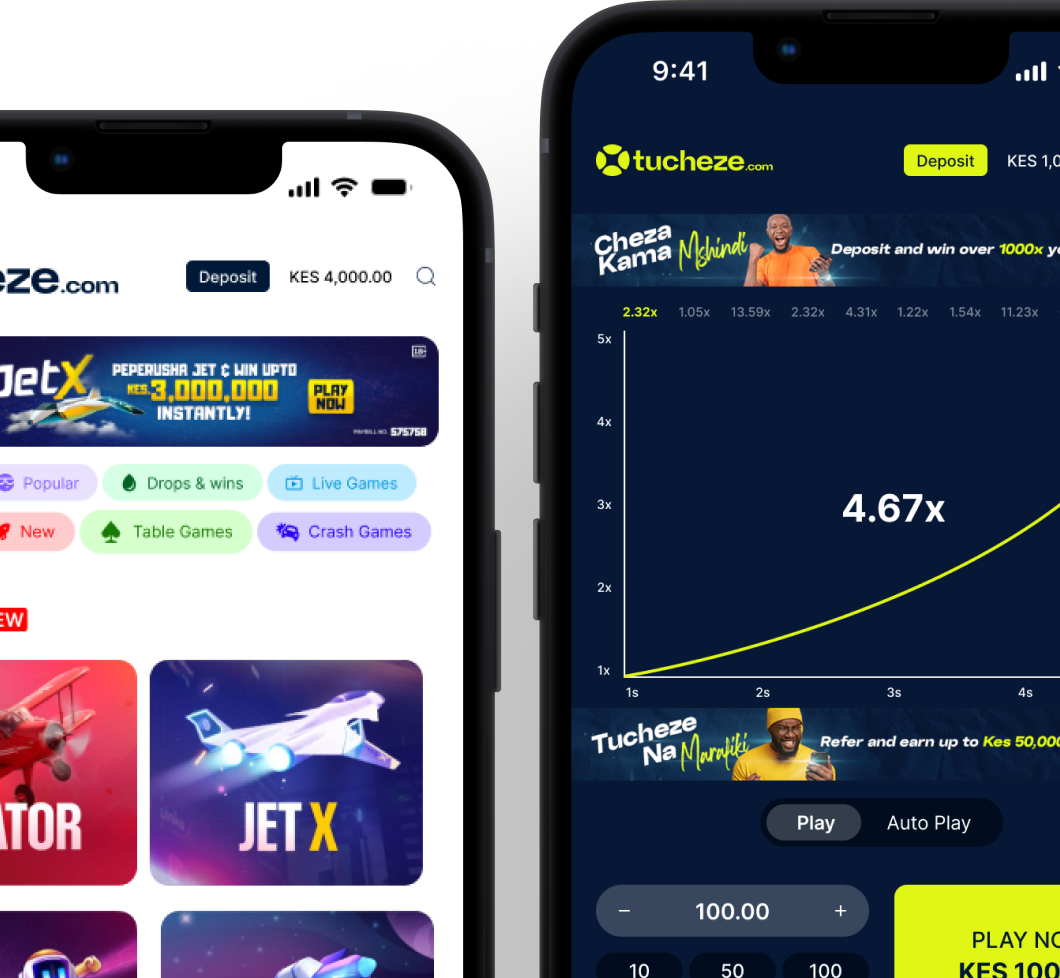 eze.com
Deposit
KES 4,000.00
JetX
PEPERUSHA JET & WIN UPTO
KES.3,000,000
INSTANTLY!
PLAY
NOW
18+
PAYBILL NO. 575758
Popular
Drops & wins
Live Games
New
Table Games
Crash Games
EW
ATOR
JET X
9:41
tucheze.com
Deposit
KES 1,0
Cheza
Kama Mshindi
Deposit and win over 1000x yo
2.32x 1.05x 13.59x 2.32x 4.31x 1.22x 1.54x 11.23x
5x
4x
3x
2x
1x
4.67x
1s 2s 3s 4s
Tucheze
Na Marafiki
Refer and earn up to Kes 50,000
Play
Auto Play
− 100.00 +
10 50 100
PLAY NO
KES 100